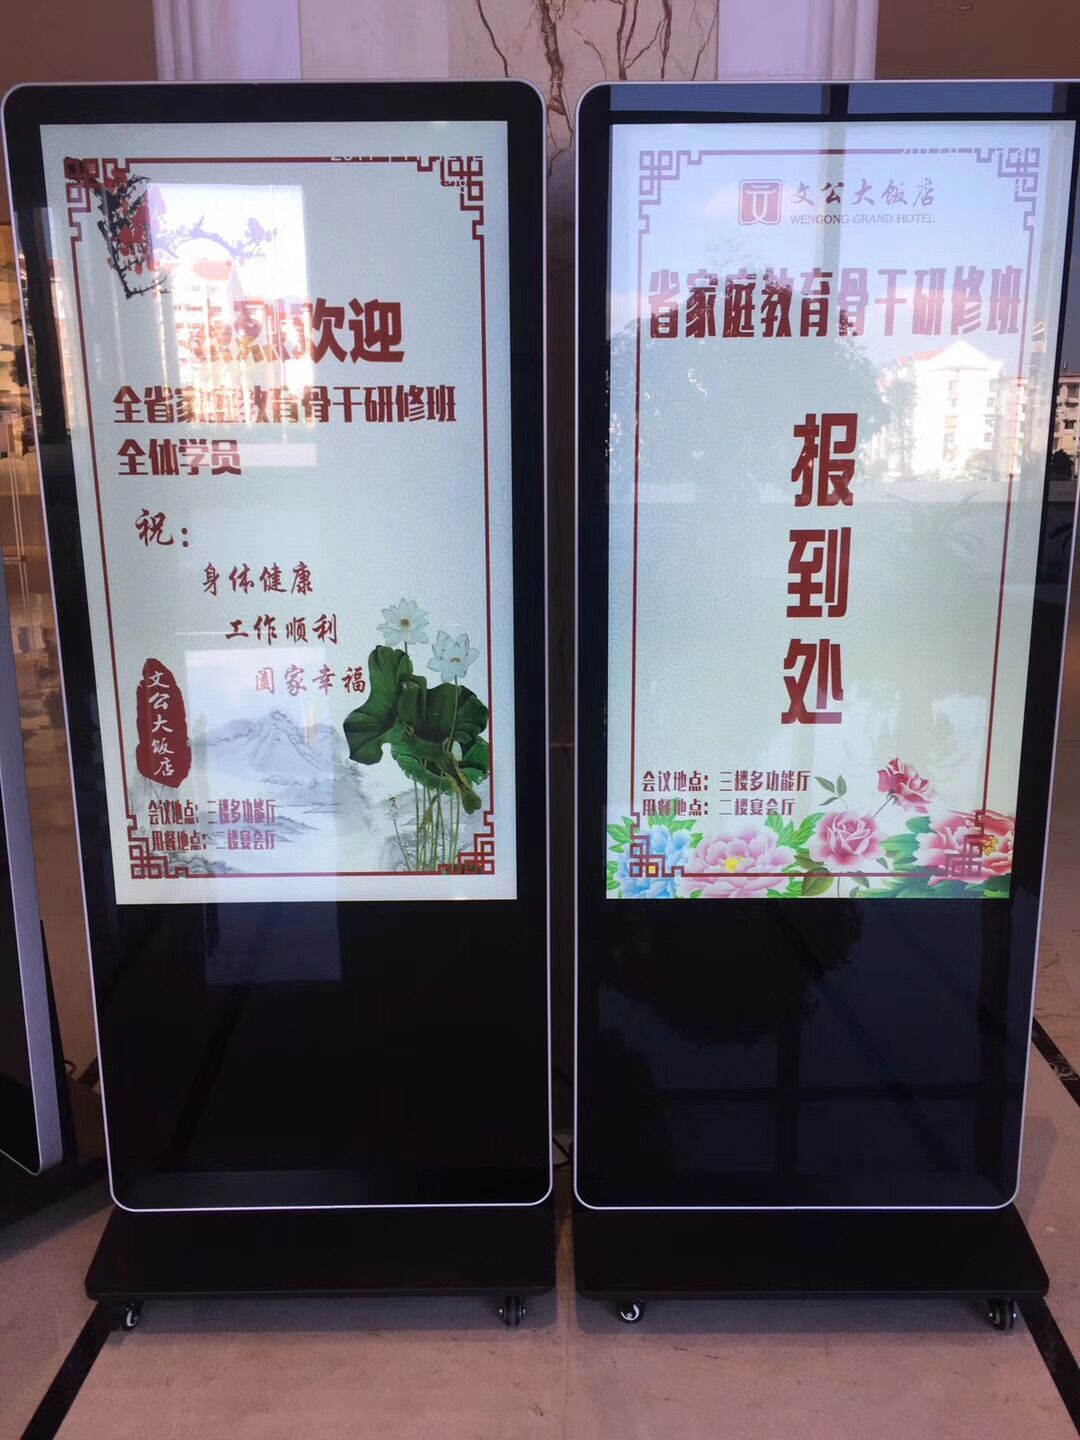 热烈欢迎
全省家庭教育骨干研修班
全体学员
祝：
身体健康
工作顺利
阖家幸福
文公大饭店
会议地点：三楼多功能厅
用餐地点：二楼宴会厅
文公大饭店
WENGONG GRAND HOTEL
省家庭教育骨干研修班
报
到
处
会议地点：三楼多功能厅
用餐地点：二楼宴会厅